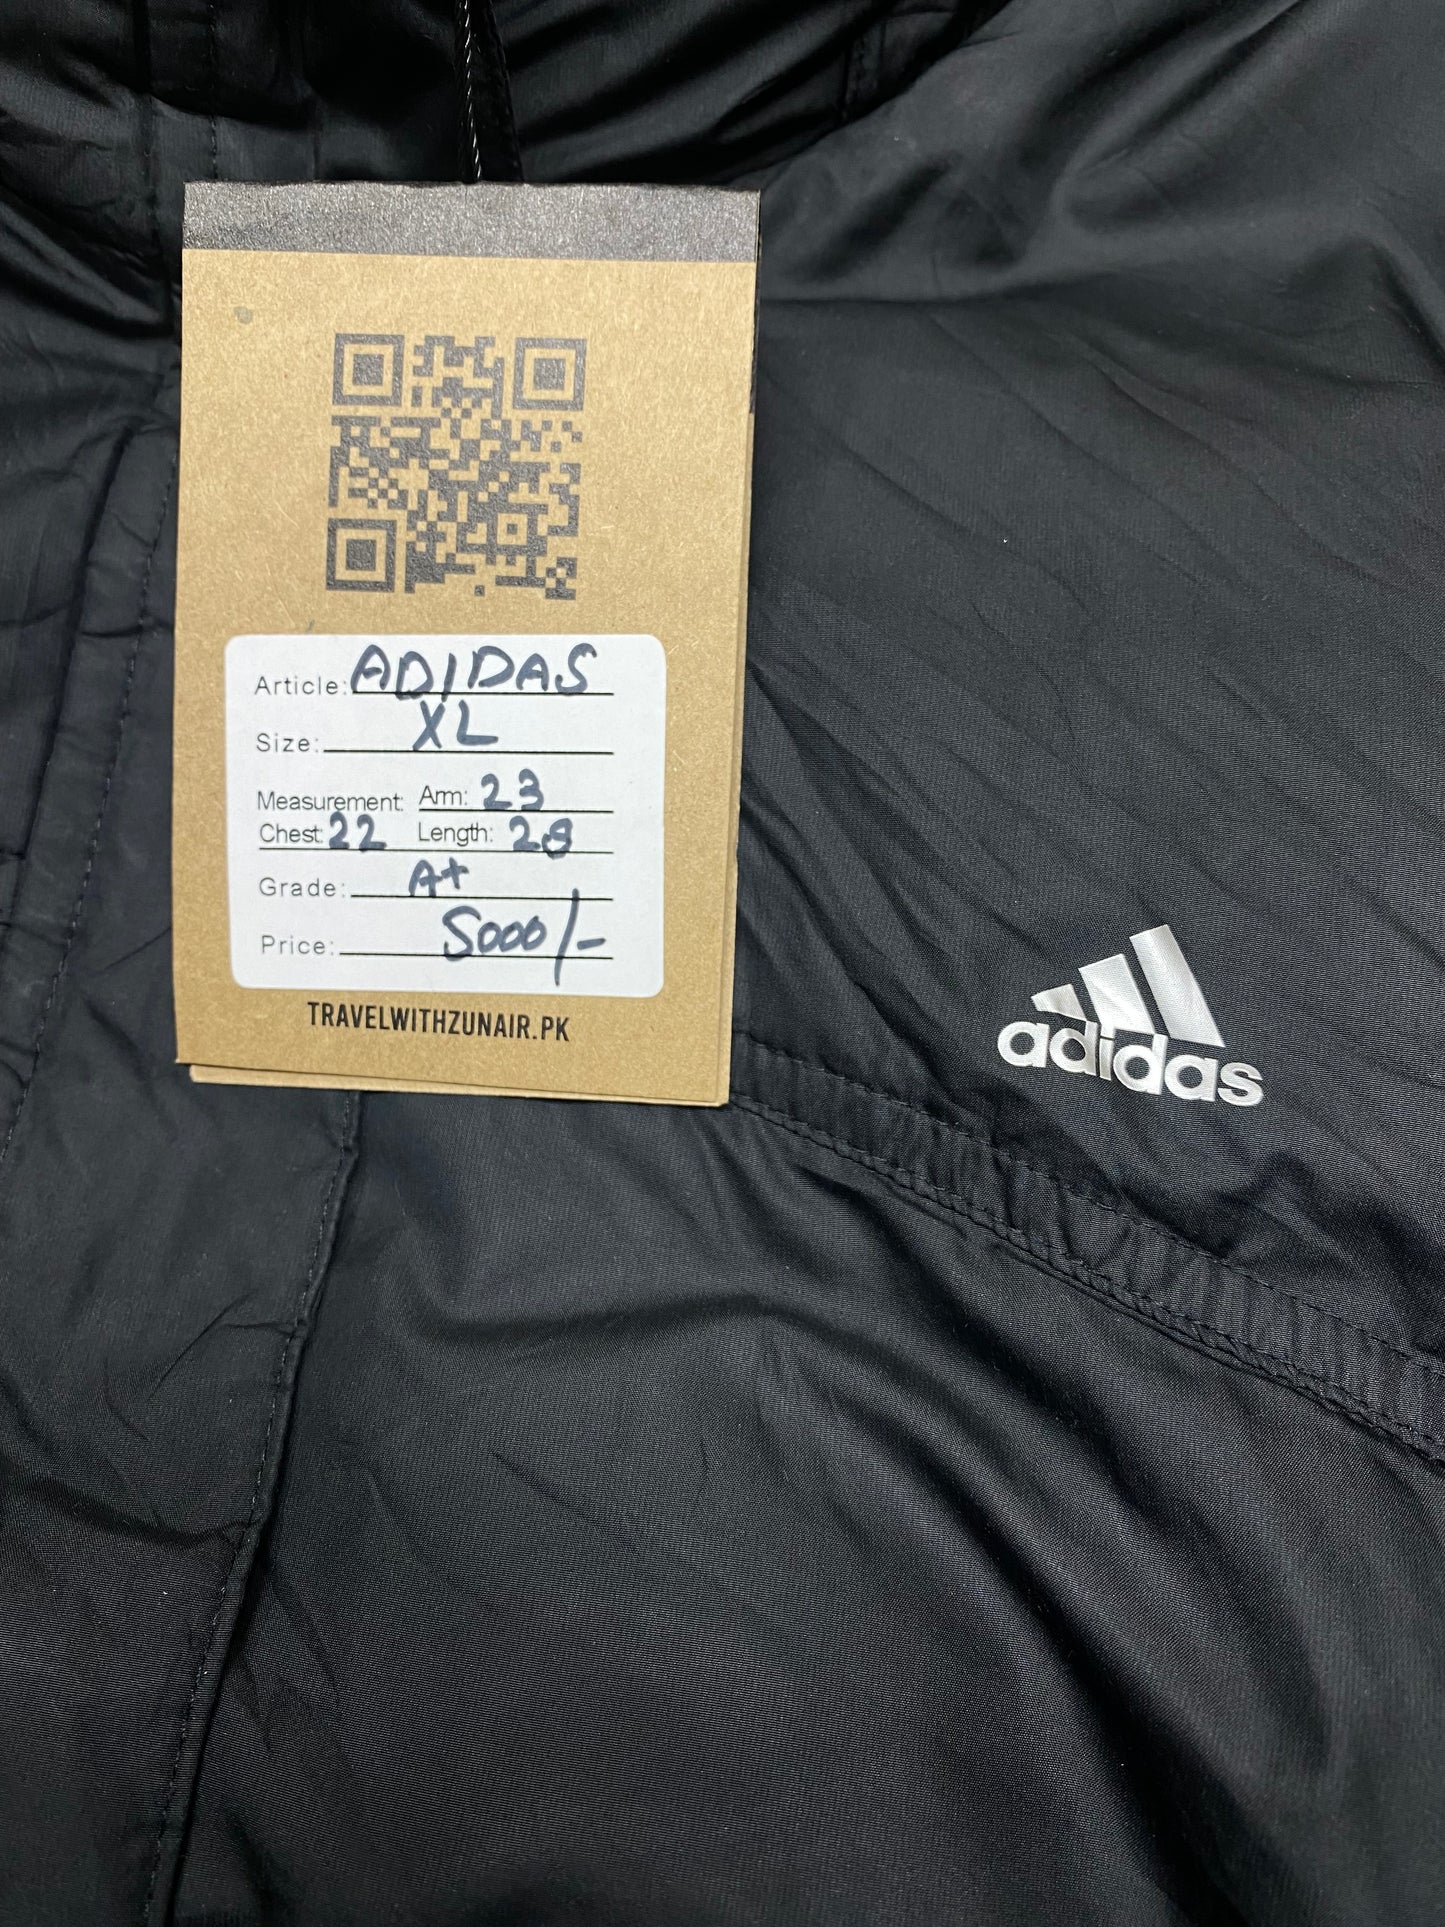 Article: ADIDAS
Size: XL
Measurement: Arm: 23
Chest: 22 Length: 28
Grade: A+
Price: 5000/-
TRAVELWITHZUNAIR.PK
adidas